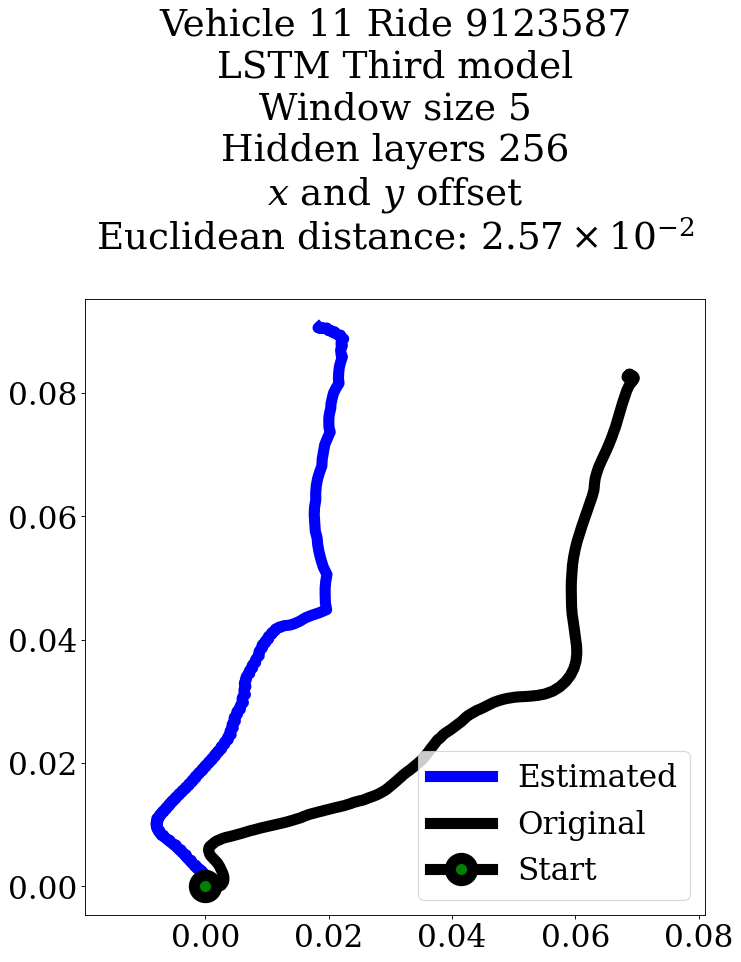 Vehicle 11 Ride 9123587
LSTM Third model
Window size 5
Hidden layers 256
x and y offset
Euclidean distance: 2.57 × 10⁻²
0.08
0.06
0.04
0.02
0.00
Estimated
Original
Start
0.00 0.02 0.04 0.06 0.08